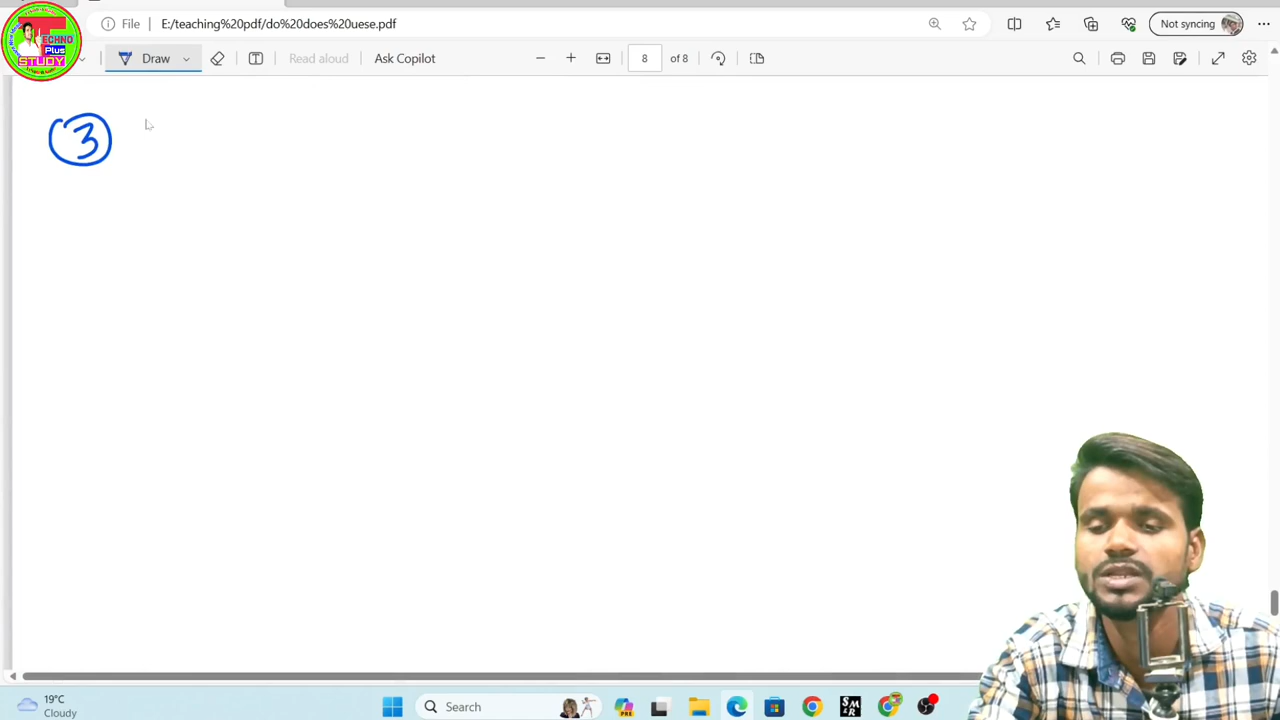 File
E:/teaching%20pdf/do%20does%20uese.pdf
Not syncing
TECHNO
Plus
STUDY
Draw
Read aloud
Ask Copilot
8
of 8
3
19°C
Cloudy
Search
PRE